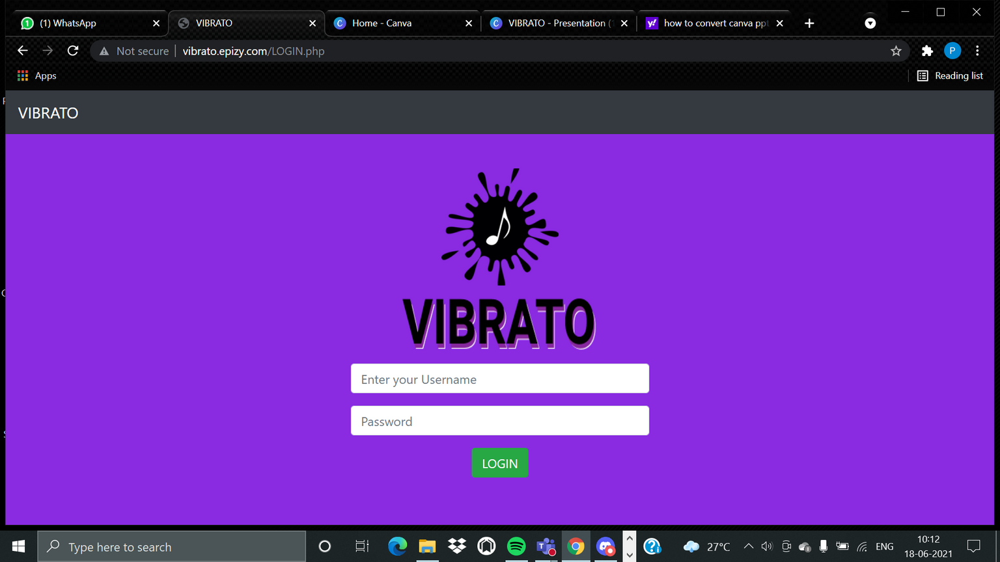 (1) WhatsApp
VIBRATO
Home - Canva
VIBRATO - Presentation (
how to convert canva ppt
Not secure
vibrato.epizy.com/LOGIN.php
P
Apps
Reading list
VIBRATO
VIBRATO
Enter your Username
Password
LOGIN
Type here to search
27°C
ENG
10:12
18-06-2021